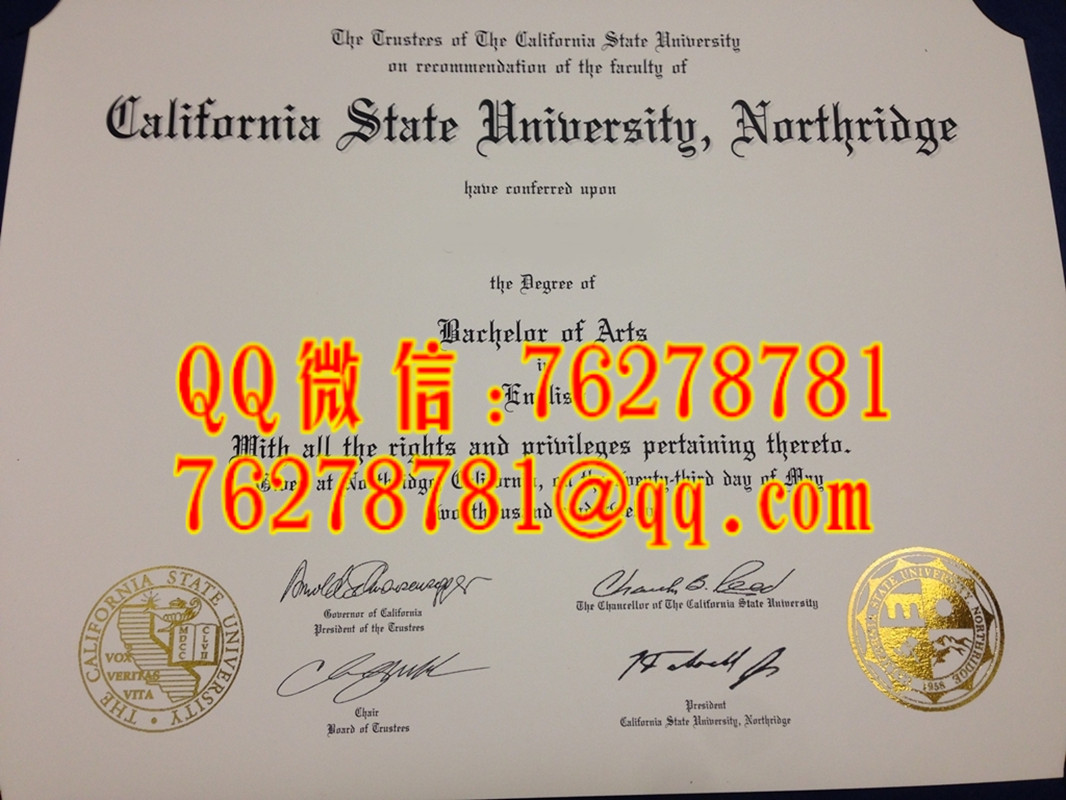 The Trustees of The California State University
on recommendation of the faculty of
California State University, Northridge
have conferred upon
the Degree of
Bachelor of Arts
QQ微信:76278781
With all the rights and privileges pertaining thereto.
76278781@qq.com
Governor of California
President of the Trustees
The Chancellor of The California State University
Chair
Board of Trustees
President
California State University, Northridge
THE CALIFORNIA STATE UNIVERSITY
VOX
VERITAS
VITA
MDCC
CLVII
1958